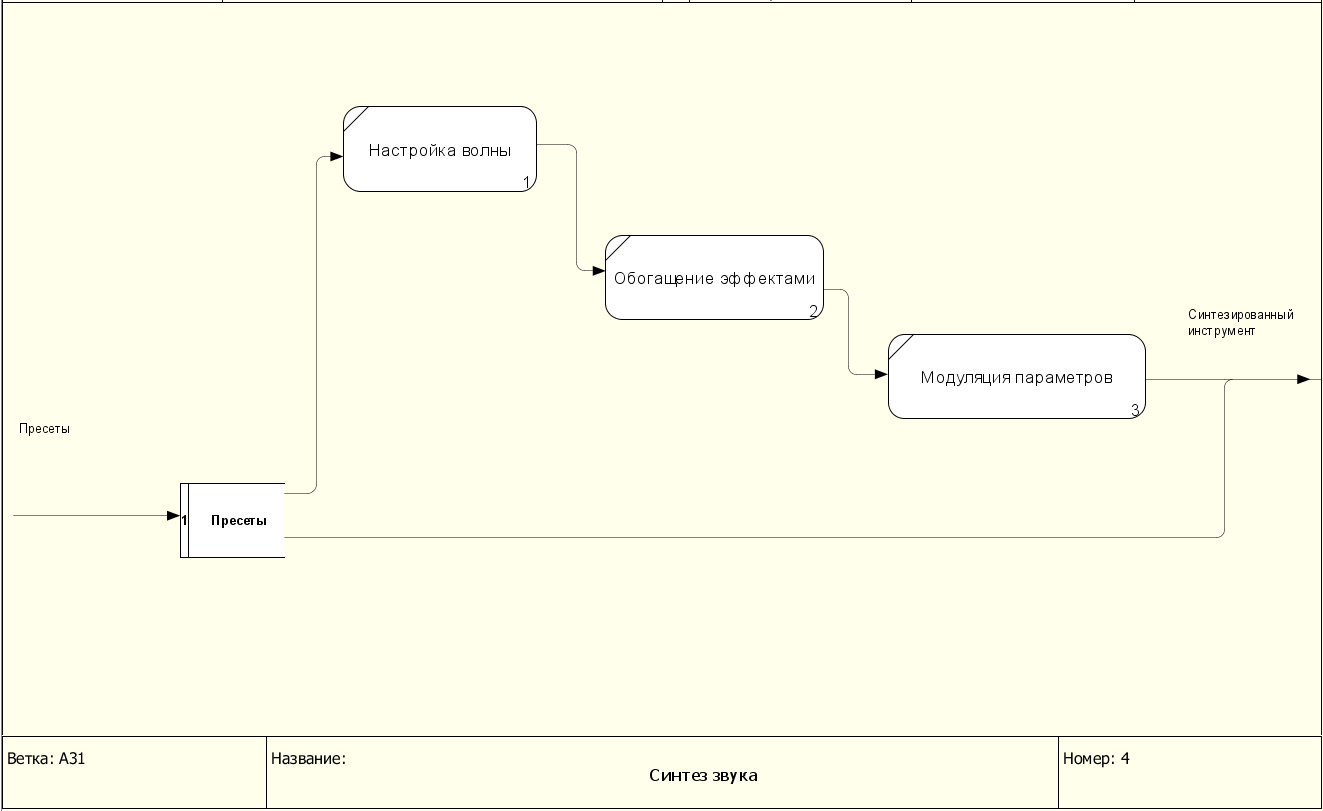 Настройка волны
1
Обогащение эффектами
2
Синтезированный
инструмент
Модуляция параметров
3
Пресеты
1 Пресеты
Ветка: A31
Название:
Синтез звука
Номер: 4